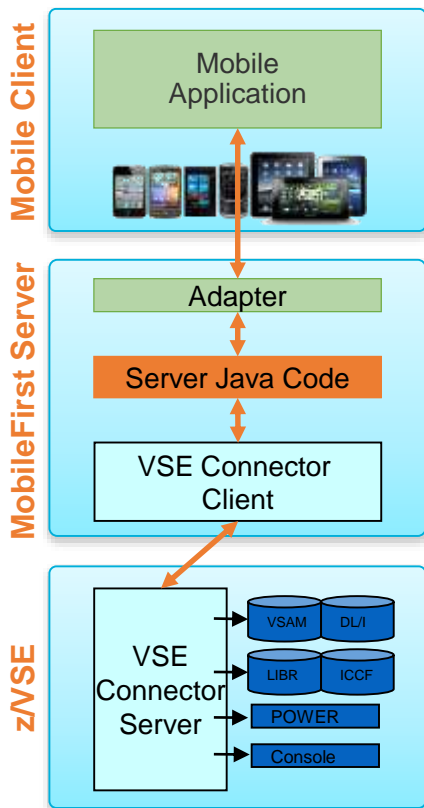 Mobile Client
Mobile
Application
MobileFirst Server
Adapter
Server Java Code
VSE Connector
Client
z/VSE
VSE
Connector
Server
VSAM
DL/I
LIBR
ICCF
POWER
Console